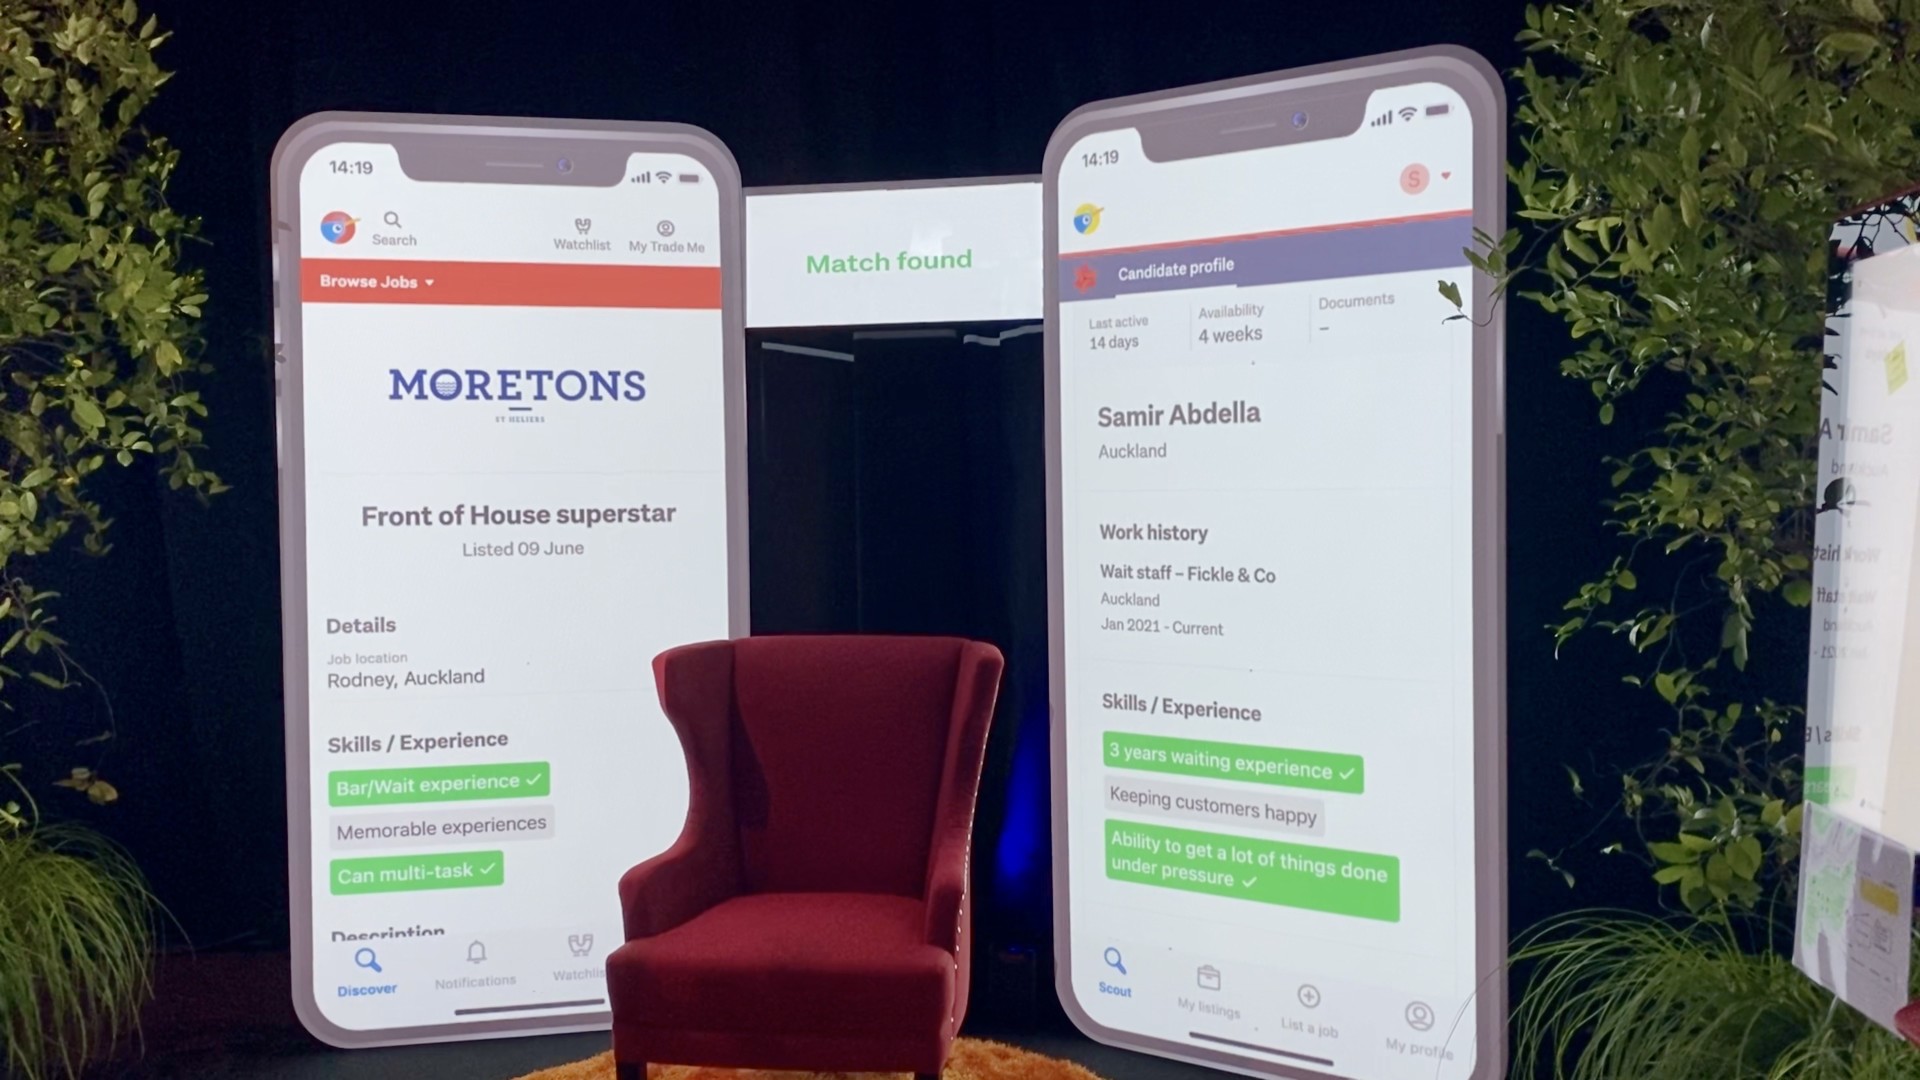 14:19
Search
Watchlist
My Trade Me
Browse Jobs
MORETONS
ST HELIERS
Front of House superstar
Listed 09 June
Details
Job location
Rodney, Auckland
Skills / Experience
Bar/Wait experience ✓
Memorable experiences
Can multi-task ✓
Description
Discover
Notifications
Watchlis
Match found
14:19
S
Candidate profile
Last active
14 days
Availability
4 weeks
Documents
–
Samir Abdella
Auckland
Work history
Wait staff – Fickle & Co
Auckland
Jan 2021 - Current
Skills / Experience
3 years waiting experience ✓
Keeping customers happy
Ability to get a lot of things done
under pressure ✓
Scout
My listings
List a job
My profile